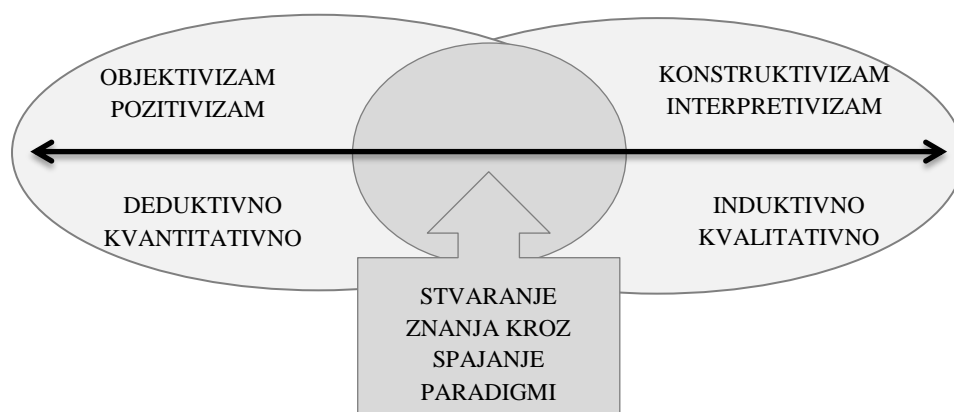 OBJEKTIVIZAM
POZITIVIZAM
KONSTRUKTIVIZAM
INTERPRETIVIZAM
DEDUKTIVNO
KVANTITATIVNO
INDUKTIVNO
KVALITATIVNO
STVARANJE
ZNANJA KROZ
SPAJANJE
PARADIGMI